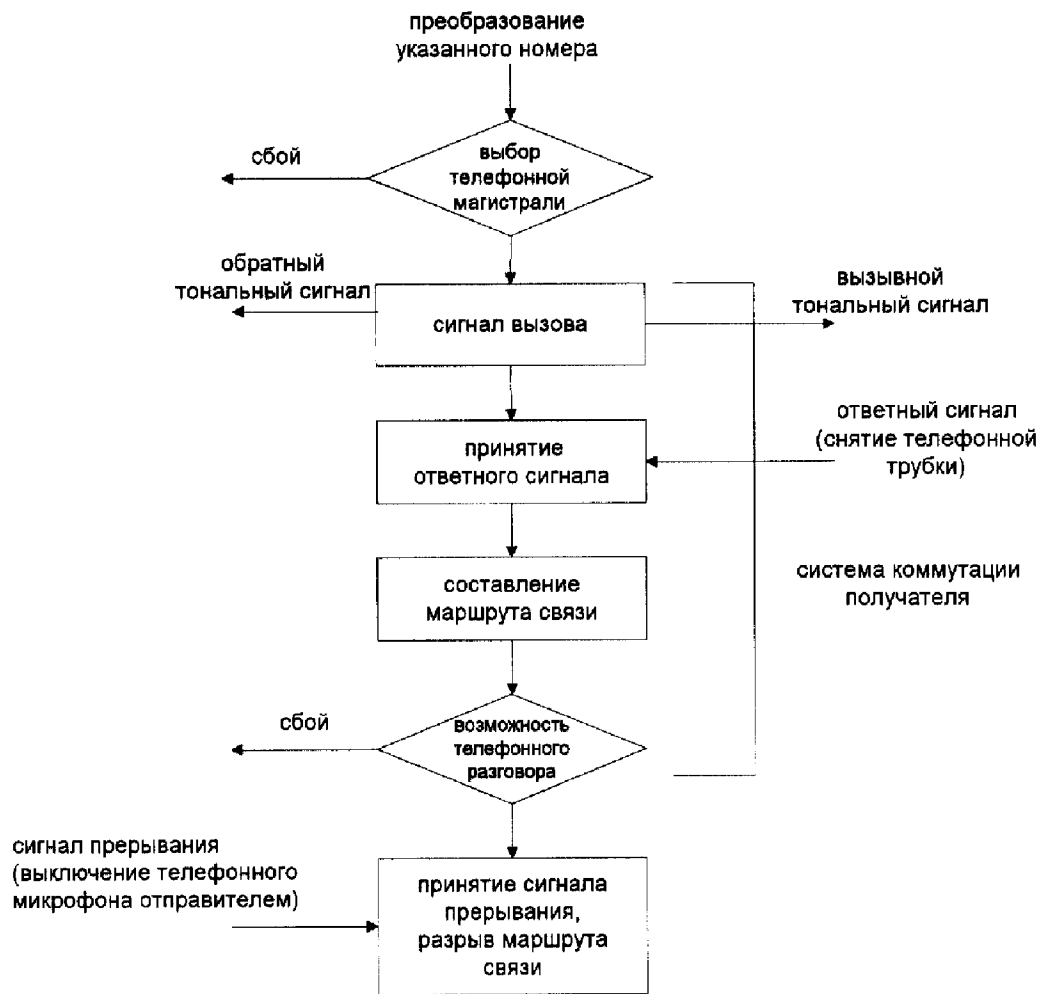 преобразование
указанного номера
сбой
выбор
телефонной
магистрали
обратный
тональный сигнал
вызывной
тональный сигнал
сигнал вызова
ответный сигнал
(снятие телефонной
трубки)
принятие
ответного сигнала
составление
маршрута связи
система коммутации
получателя
сбой
возможность
телефонного
разговора
сигнал прерывания
(выключение телефонного
микрофона отправителем)
принятие сигнала
прерывания,
разрыв маршрута
связи